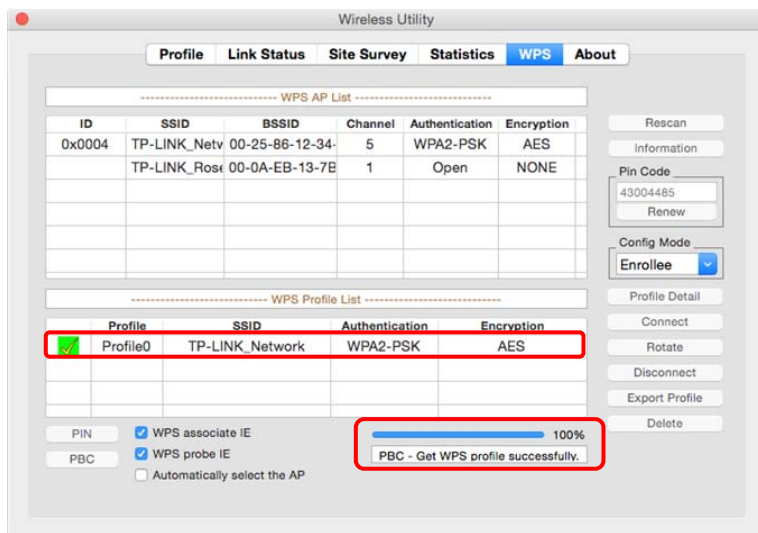 Wireless Utility
Profile Link Status Site Survey Statistics WPS About
---------------------------- WPS AP List ----------------------------
ID SSID BSSID Channel Authentication Encryption
0x0004 TP-LINK_Netv 00-25-86-12-34- 5 WPA2-PSK AES
TP-LINK_Rose 00-0A-EB-13-7B 1 Open NONE
Rescan
Information
Pin Code
43004485
Renew
Config Mode
Enrollee
---------------------------- WPS Profile List ----------------------------
Profile SSID Authentication Encryption
Profile0 TP-LINK_Network WPA2-PSK AES
Profile Detail
Connect
Rotate
Disconnect
Export Profile
Delete
PIN
PBC
WPS associate IE
WPS probe IE
Automatically select the AP
100%
PBC - Get WPS profile successfully.